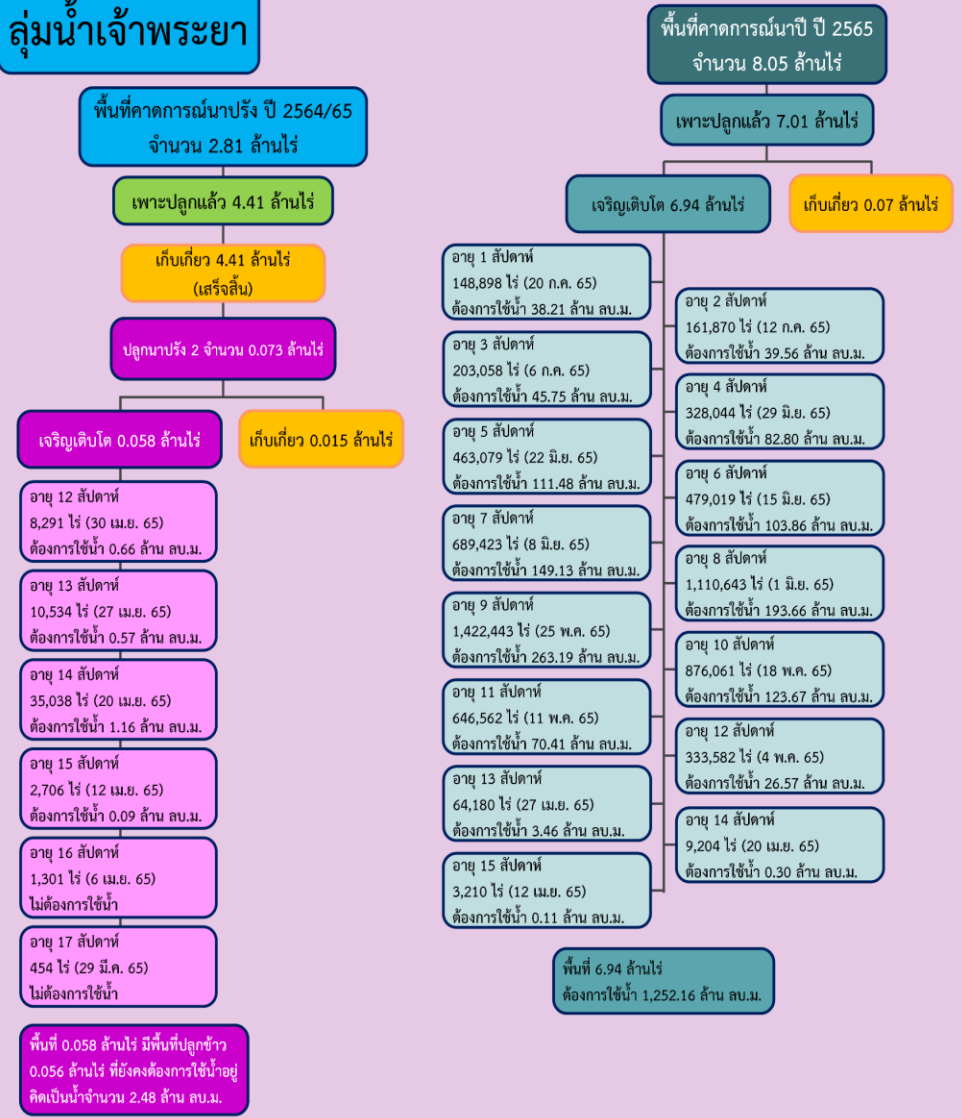 ลุ่มน้ำเจ้าพระยา
พื้นที่คาดการณ์นาปรัง ปี 2564/65
จำนวน 2.81 ล้านไร่
เพาะปลูกแล้ว 4.41 ล้านไร่
เก็บเกี่ยว 4.41 ล้านไร่
(เสร็จสิ้น)
ปลูกนาปรัง 2 จำนวน 0.073 ล้านไร่
เจริญเติบโต 0.058 ล้านไร่
เก็บเกี่ยว 0.015 ล้านไร่
อายุ 12 สัปดาห์
8,291 ไร่ (30 เม.ย. 65)
ต้องการใช้น้ำ 0.66 ล้าน ลบ.ม.
อายุ 13 สัปดาห์
10,534 ไร่ (27 เม.ย. 65)
ต้องการใช้น้ำ 0.57 ล้าน ลบ.ม.
อายุ 14 สัปดาห์
35,038 ไร่ (20 เม.ย. 65)
ต้องการใช้น้ำ 1.16 ล้าน ลบ.ม.
อายุ 15 สัปดาห์
2,706 ไร่ (12 เม.ย. 65)
ต้องการใช้น้ำ 0.09 ล้าน ลบ.ม.
อายุ 16 สัปดาห์
1,301 ไร่ (6 เม.ย. 65)
ไม่ต้องการใช้น้ำ
อายุ 17 สัปดาห์
454 ไร่ (29 มี.ค. 65)
ไม่ต้องการใช้น้ำ
พื้นที่ 0.058 ล้านไร่ มีพื้นที่ปลูกข้าว
0.056 ล้านไร่ ที่ยังคงต้องการใช้น้ำอยู่
คิดเป็นน้ำจำนวน 2.48 ล้าน ลบ.ม.
พื้นที่คาดการณ์นาปี ปี 2565
จำนวน 8.05 ล้านไร่
เพาะปลูกแล้ว 7.01 ล้านไร่
เจริญเติบโต 6.94 ล้านไร่
เก็บเกี่ยว 0.07 ล้านไร่
อายุ 1 สัปดาห์
148,898 ไร่ (20 ก.ค. 65)
ต้องการใช้น้ำ 38.21 ล้าน ลบ.ม.
อายุ 2 สัปดาห์
161,870 ไร่ (12 ก.ค. 65)
ต้องการใช้น้ำ 39.56 ล้าน ลบ.ม.
อายุ 3 สัปดาห์
203,058 ไร่ (6 ก.ค. 65)
ต้องการใช้น้ำ 45.75 ล้าน ลบ.ม.
อายุ 4 สัปดาห์
328,044 ไร่ (29 มิ.ย. 65)
ต้องการใช้น้ำ 82.80 ล้าน ลบ.ม.
อายุ 5 สัปดาห์
463,079 ไร่ (22 มิ.ย. 65)
ต้องการใช้น้ำ 111.48 ล้าน ลบ.ม.
อายุ 6 สัปดาห์
479,019 ไร่ (15 มิ.ย. 65)
ต้องการใช้น้ำ 103.86 ล้าน ลบ.ม.
อายุ 7 สัปดาห์
689,423 ไร่ (8 มิ.ย. 65)
ต้องการใช้น้ำ 149.13 ล้าน ลบ.ม.
อายุ 8 สัปดาห์
1,110,643 ไร่ (1 มิ.ย. 65)
ต้องการใช้น้ำ 193.66 ล้าน ลบ.ม.
อายุ 9 สัปดาห์
1,422,443 ไร่ (25 พ.ค. 65)
ต้องการใช้น้ำ 263.19 ล้าน ลบ.ม.
อายุ 10 สัปดาห์
876,061 ไร่ (18 พ.ค. 65)
ต้องการใช้น้ำ 123.67 ล้าน ลบ.ม.
อายุ 11 สัปดาห์
646,562 ไร่ (11 พ.ค. 65)
ต้องการใช้น้ำ 70.41 ล้าน ลบ.ม.
อายุ 12 สัปดาห์
333,582 ไร่ (4 พ.ค. 65)
ต้องการใช้น้ำ 26.57 ล้าน ลบ.ม.
อายุ 13 สัปดาห์
64,180 ไร่ (27 เม.ย. 65)
ต้องการใช้น้ำ 3.46 ล้าน ลบ.ม.
อายุ 14 สัปดาห์
9,204 ไร่ (20 เม.ย. 65)
ต้องการใช้น้ำ 0.30 ล้าน ลบ.ม.
อายุ 15 สัปดาห์
3,210 ไร่ (12 เม.ย. 65)
ต้องการใช้น้ำ 0.11 ล้าน ลบ.ม.
พื้นที่ 6.94 ล้านไร่
ต้องการใช้น้ำ 1,252.16 ล้าน ลบ.ม.